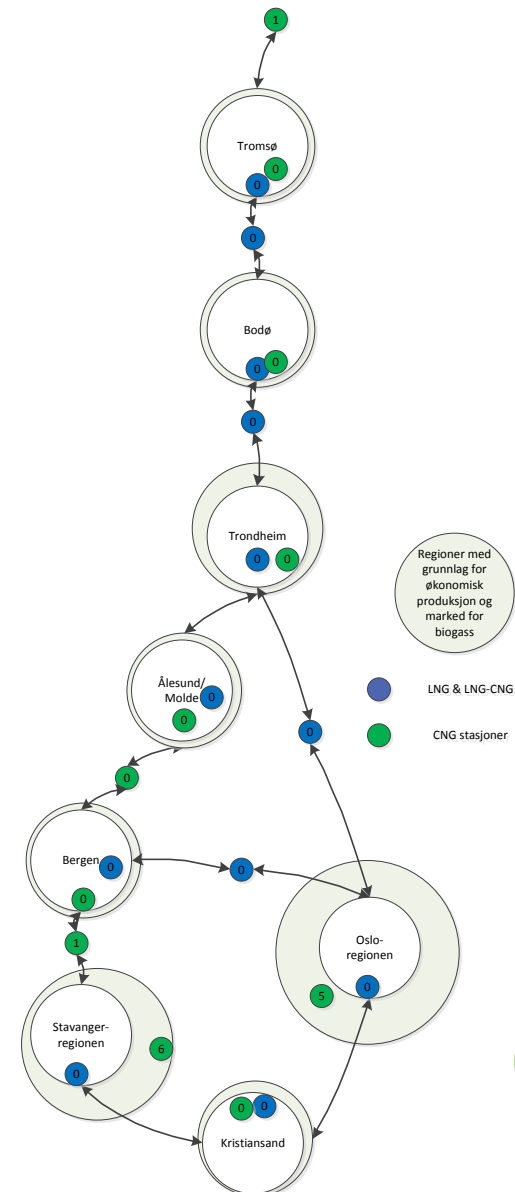 1
Tromsø
0
0
0
Bodø
0
0
0
Trondheim
0
0
Regioner med
grunnlag for
økonomisk
produksjon og
marked for
biogass
Ålesund/
Molde
0
0
LNG & LNG-CNG
CNG stasjoner
0
0
Bergen
0
0
0
1
Oslo-
regionen
0
5
Stavanger-
regionen
6
0
0
0
Kristiansand